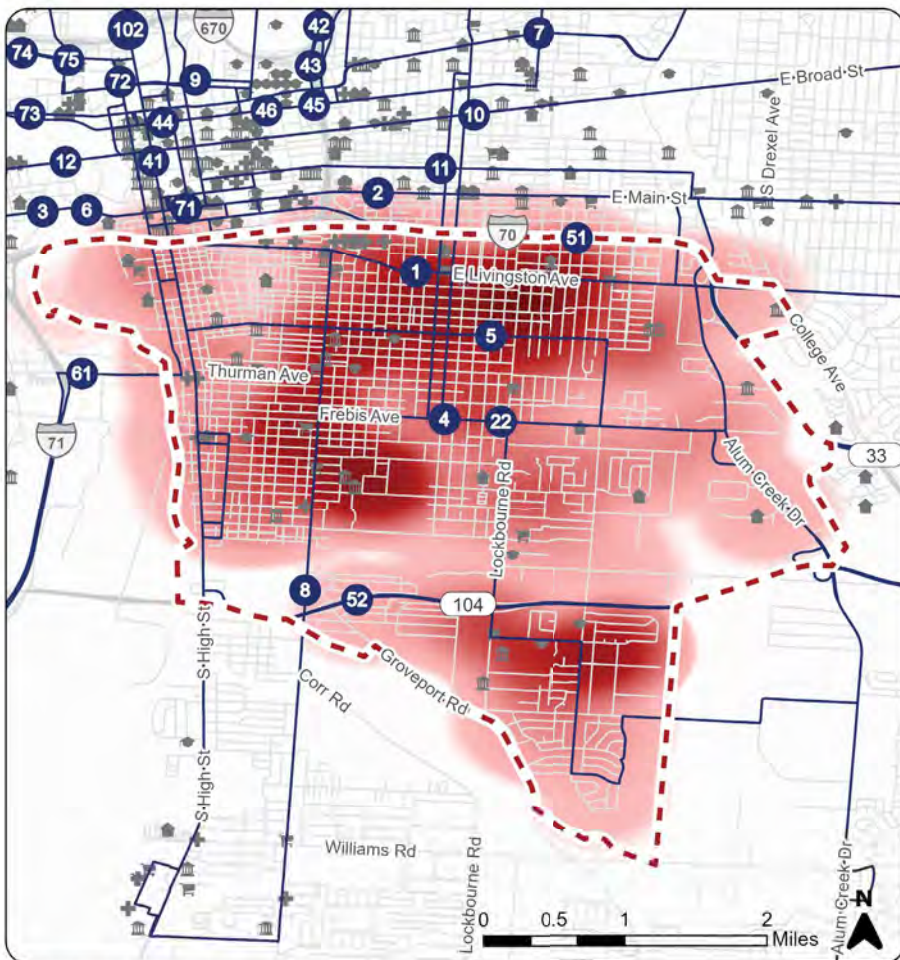 102
670
42
7
74
75
43
72
9
E Broad St
73
44
46
45
10
S Drexel Ave
12
41
11
3
6
71
2
E Main St
70
51
1
E Livingston Ave
5
College Ave
61
Thurman Ave
Frebis Ave
4
22
71
33
Alum Creek Dr
Lockbourne Rd
8
52
104
S High St
Groveport Rd
Corr Rd
S High St
Williams Rd
Lockbourne Rd
Alum Creek Dr
N
0 0.5 1 2
Miles